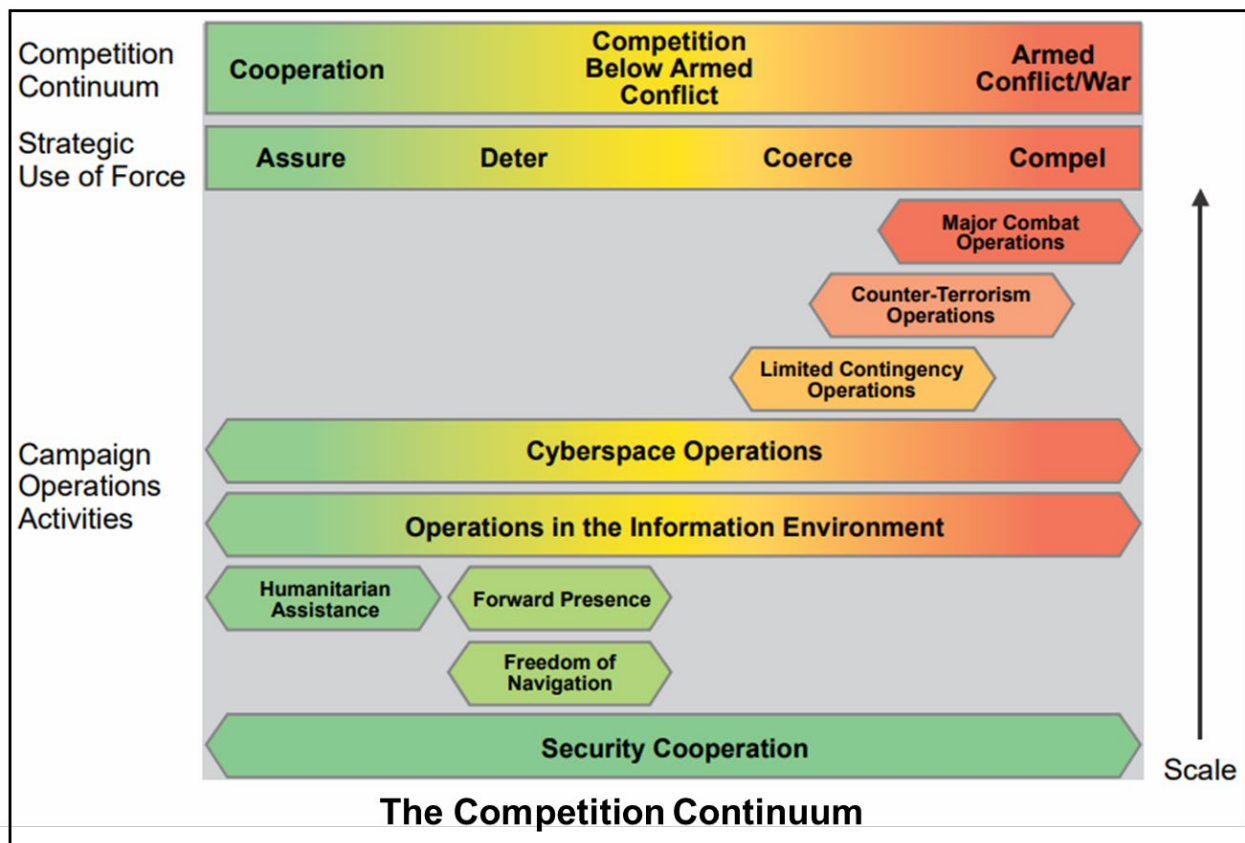 Competition
Continuum
Cooperation
Competition
Below Armed
Conflict
Armed
Conflict/War
Strategic
Use of Force
Assure
Deter
Coerce
Compel
Major Combat
Operations
Counter-Terrorism
Operations
Limited Contingency
Operations
Campaign
Operations
Activities
Cyberspace Operations
Operations in the Information Environment
Humanitarian
Assistance
Forward Presence
Freedom of
Navigation
Security Cooperation
Scale
The Competition Continuum